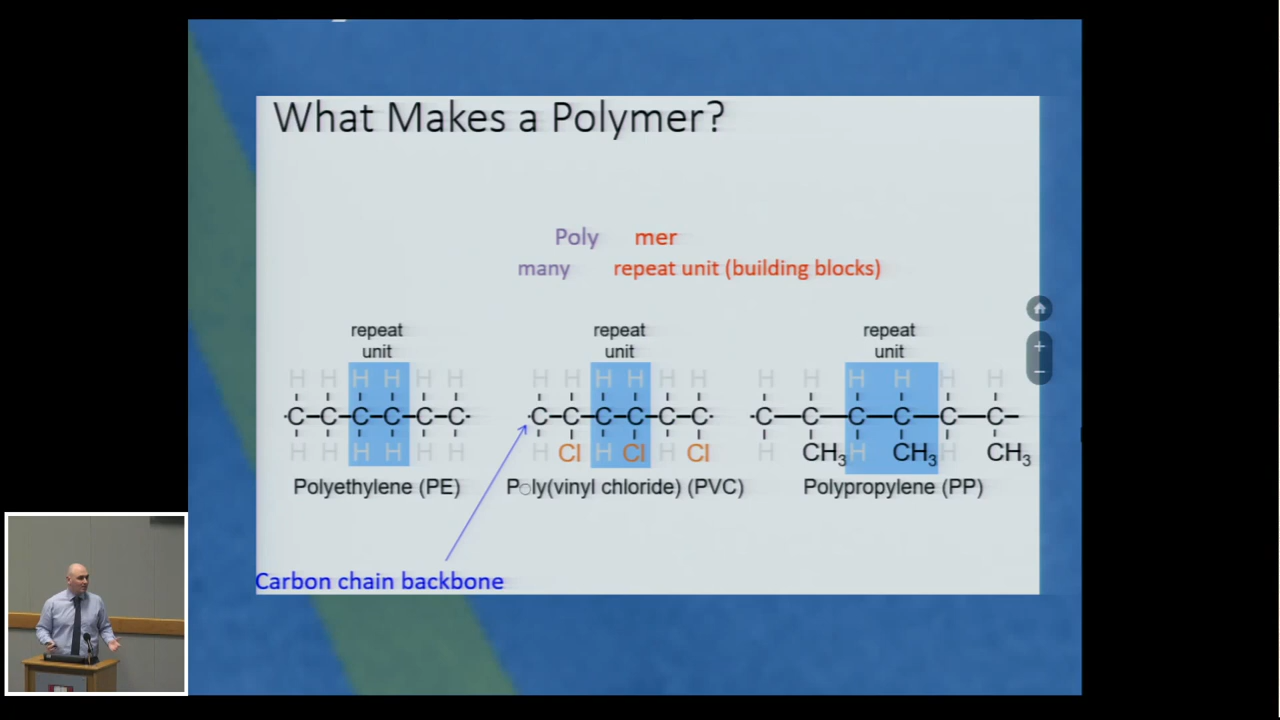 What Makes a Polymer?
Poly mer
many repeat unit (building blocks)
repeat unit
repeat unit
repeat unit
H H H H H H
C C C C C C
H H H H H H
Polyethylene (PE)
H H H H H H
C C C C C C
H Cl H Cl H Cl
Poly(vinyl chloride) (PVC)
H H H H H H
C C C C C C
H CH3 H CH3 H CH3
Polypropylene (PP)
Carbon chain backbone